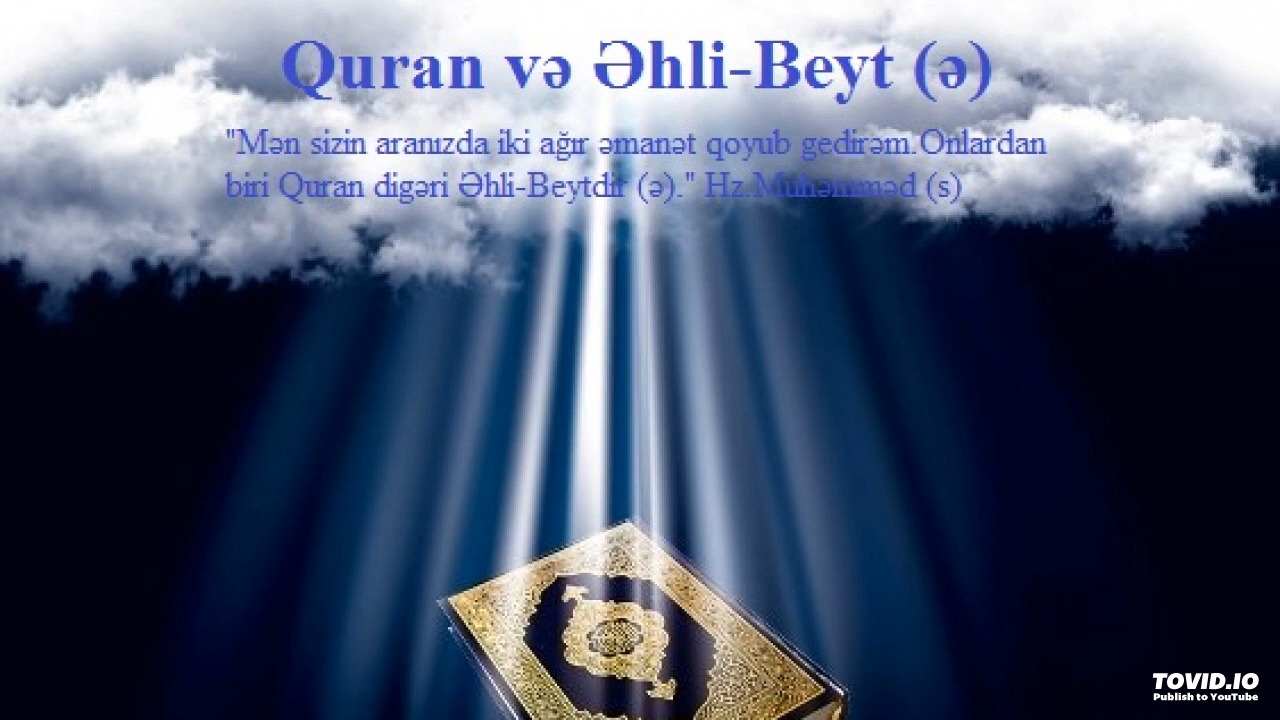 Quran və Əhli-Beyt (ə)
"Mən sizin aranızda iki ağır əmanət qoyub gedirəm.Onlardan
biri Quran digəri Əhli-Beytdir (ə)." Hz.Muhəmməd (s)
TOVID.IO
Publish to YouTube